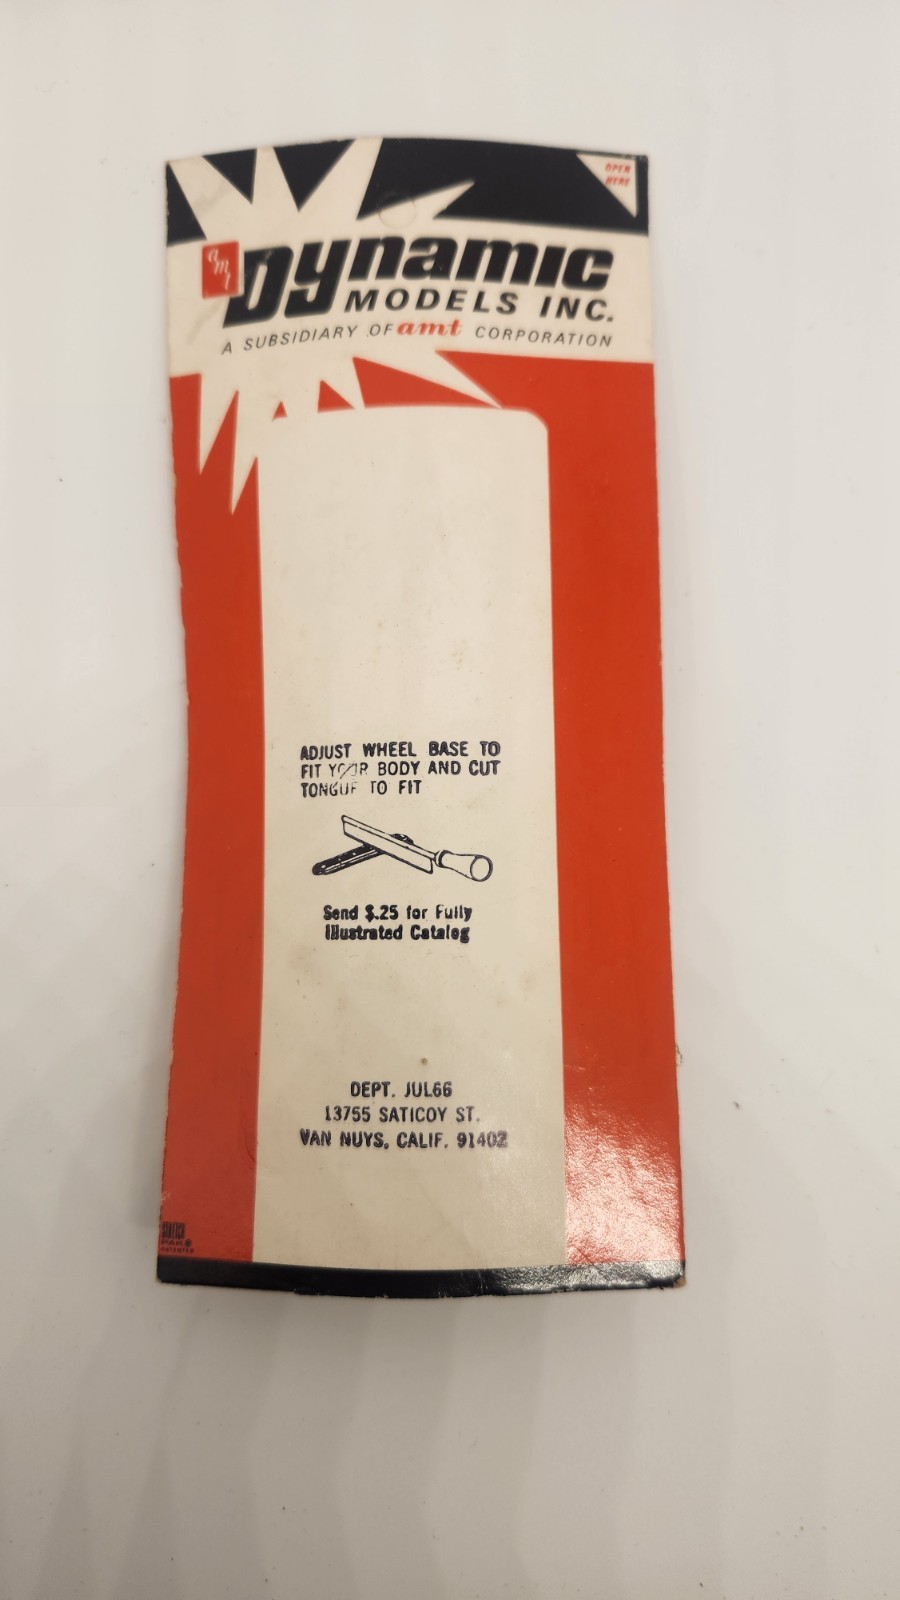 OPEN
HERE
amt
Dynamic
MODELS INC.
A SUBSIDIARY OF amt CORPORATION
ADJUST WHEEL BASE TO
FIT YOUR BODY AND CUT
TONGUE TO FIT
Send $.25 for Fully
Illustrated Catalog
DEPT. JUL66
13755 SATICOY ST.
VAN NUYS, CALIF. 91402